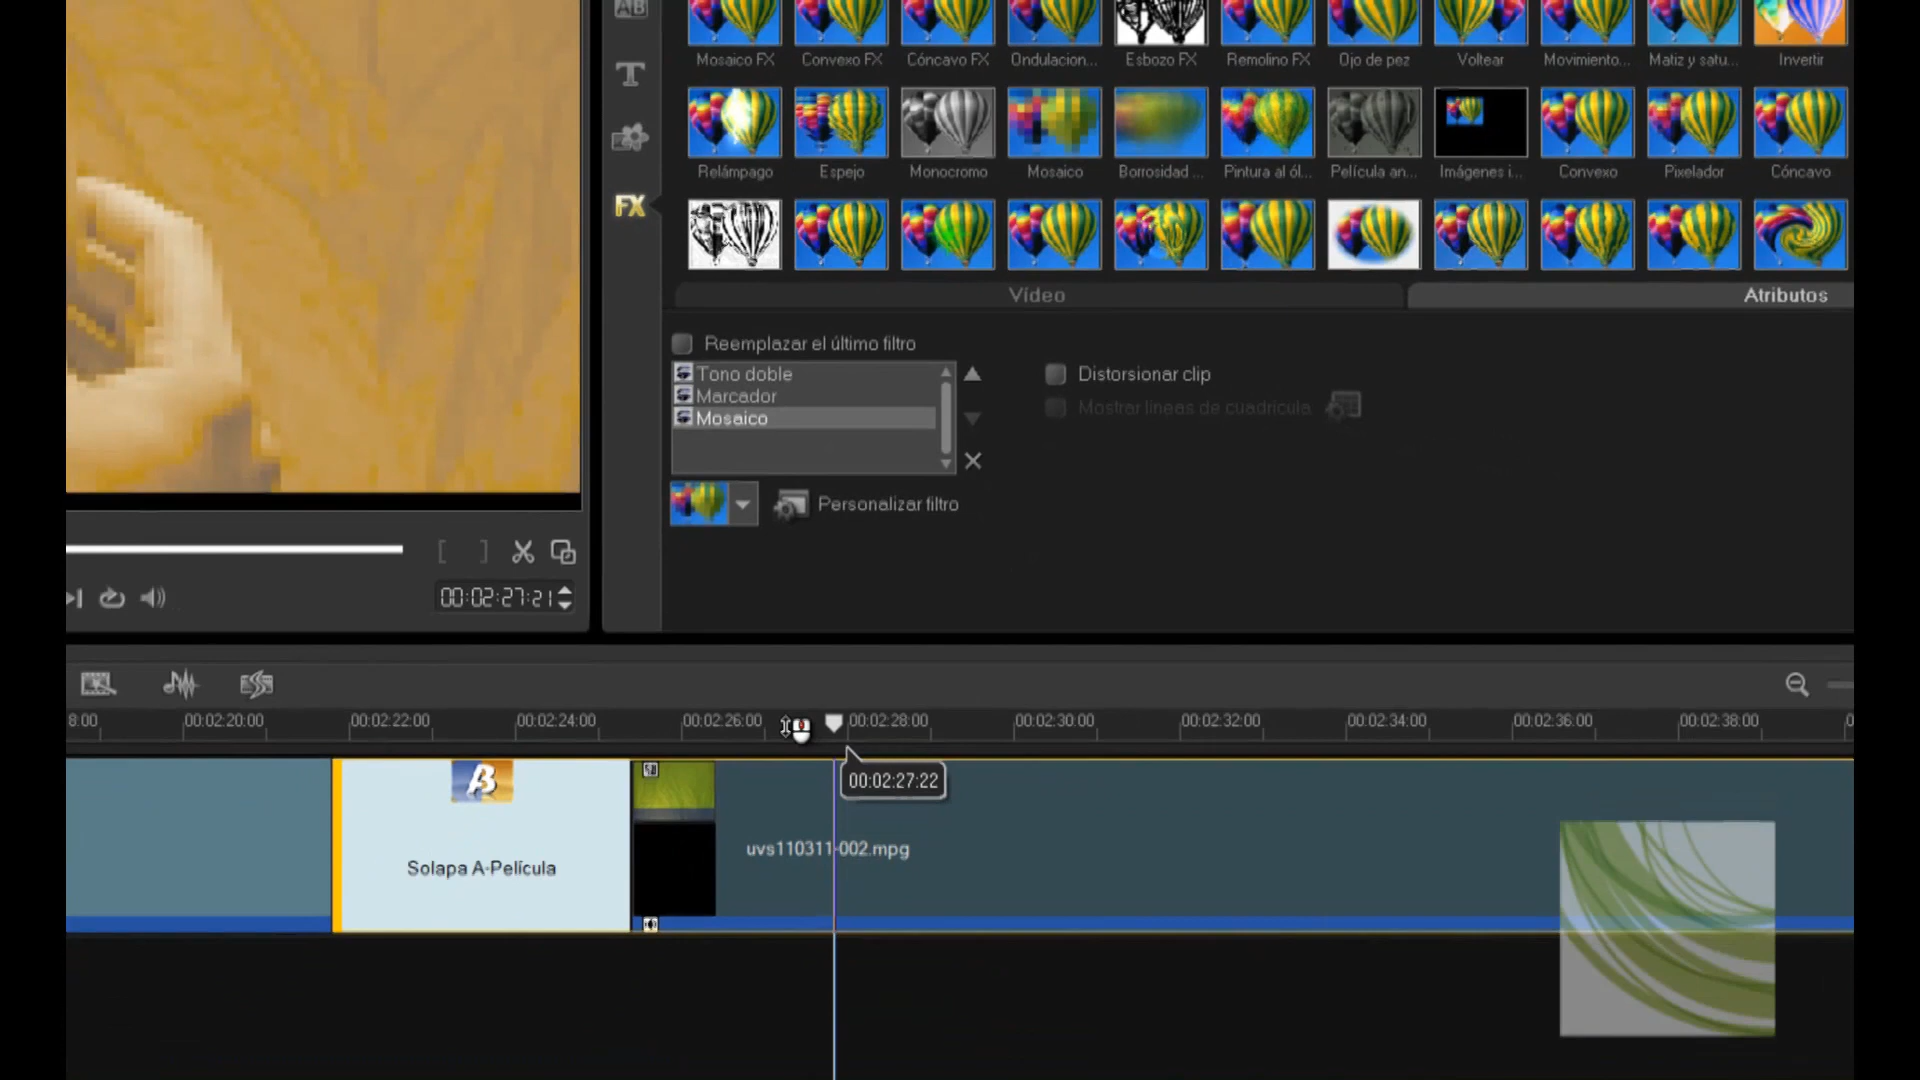 AB
Mosaico FX Convexo FX Cóncavo FX Ondulacion... Esbozo FX Remolino FX Ojo de pez Voltear Movimiento... Matiz y satu... Invertir
T
Relámpago Espejo Monocromo Mosaico Borrosidad ... Pintura al ól... Película an... Imágenes i... Convexo Pixelador Cóncavo
FX
Vídeo Atributos
Reemplazar el último filtro
Tono doble
Marcador
Mosaico
Distorsionar clip
Mostrar líneas de cuadrícula
Personalizar filtro
00:02:27:21
8:00 00:02:20:00 00:02:22:00 00:02:24:00 00:02:26:00 00:02:28:00 00:02:30:00 00:02:32:00 00:02:34:00 00:02:36:00 00:02:38:00 0
00:02:27:22
Solapa A-Película
uvs110311-002.mpg